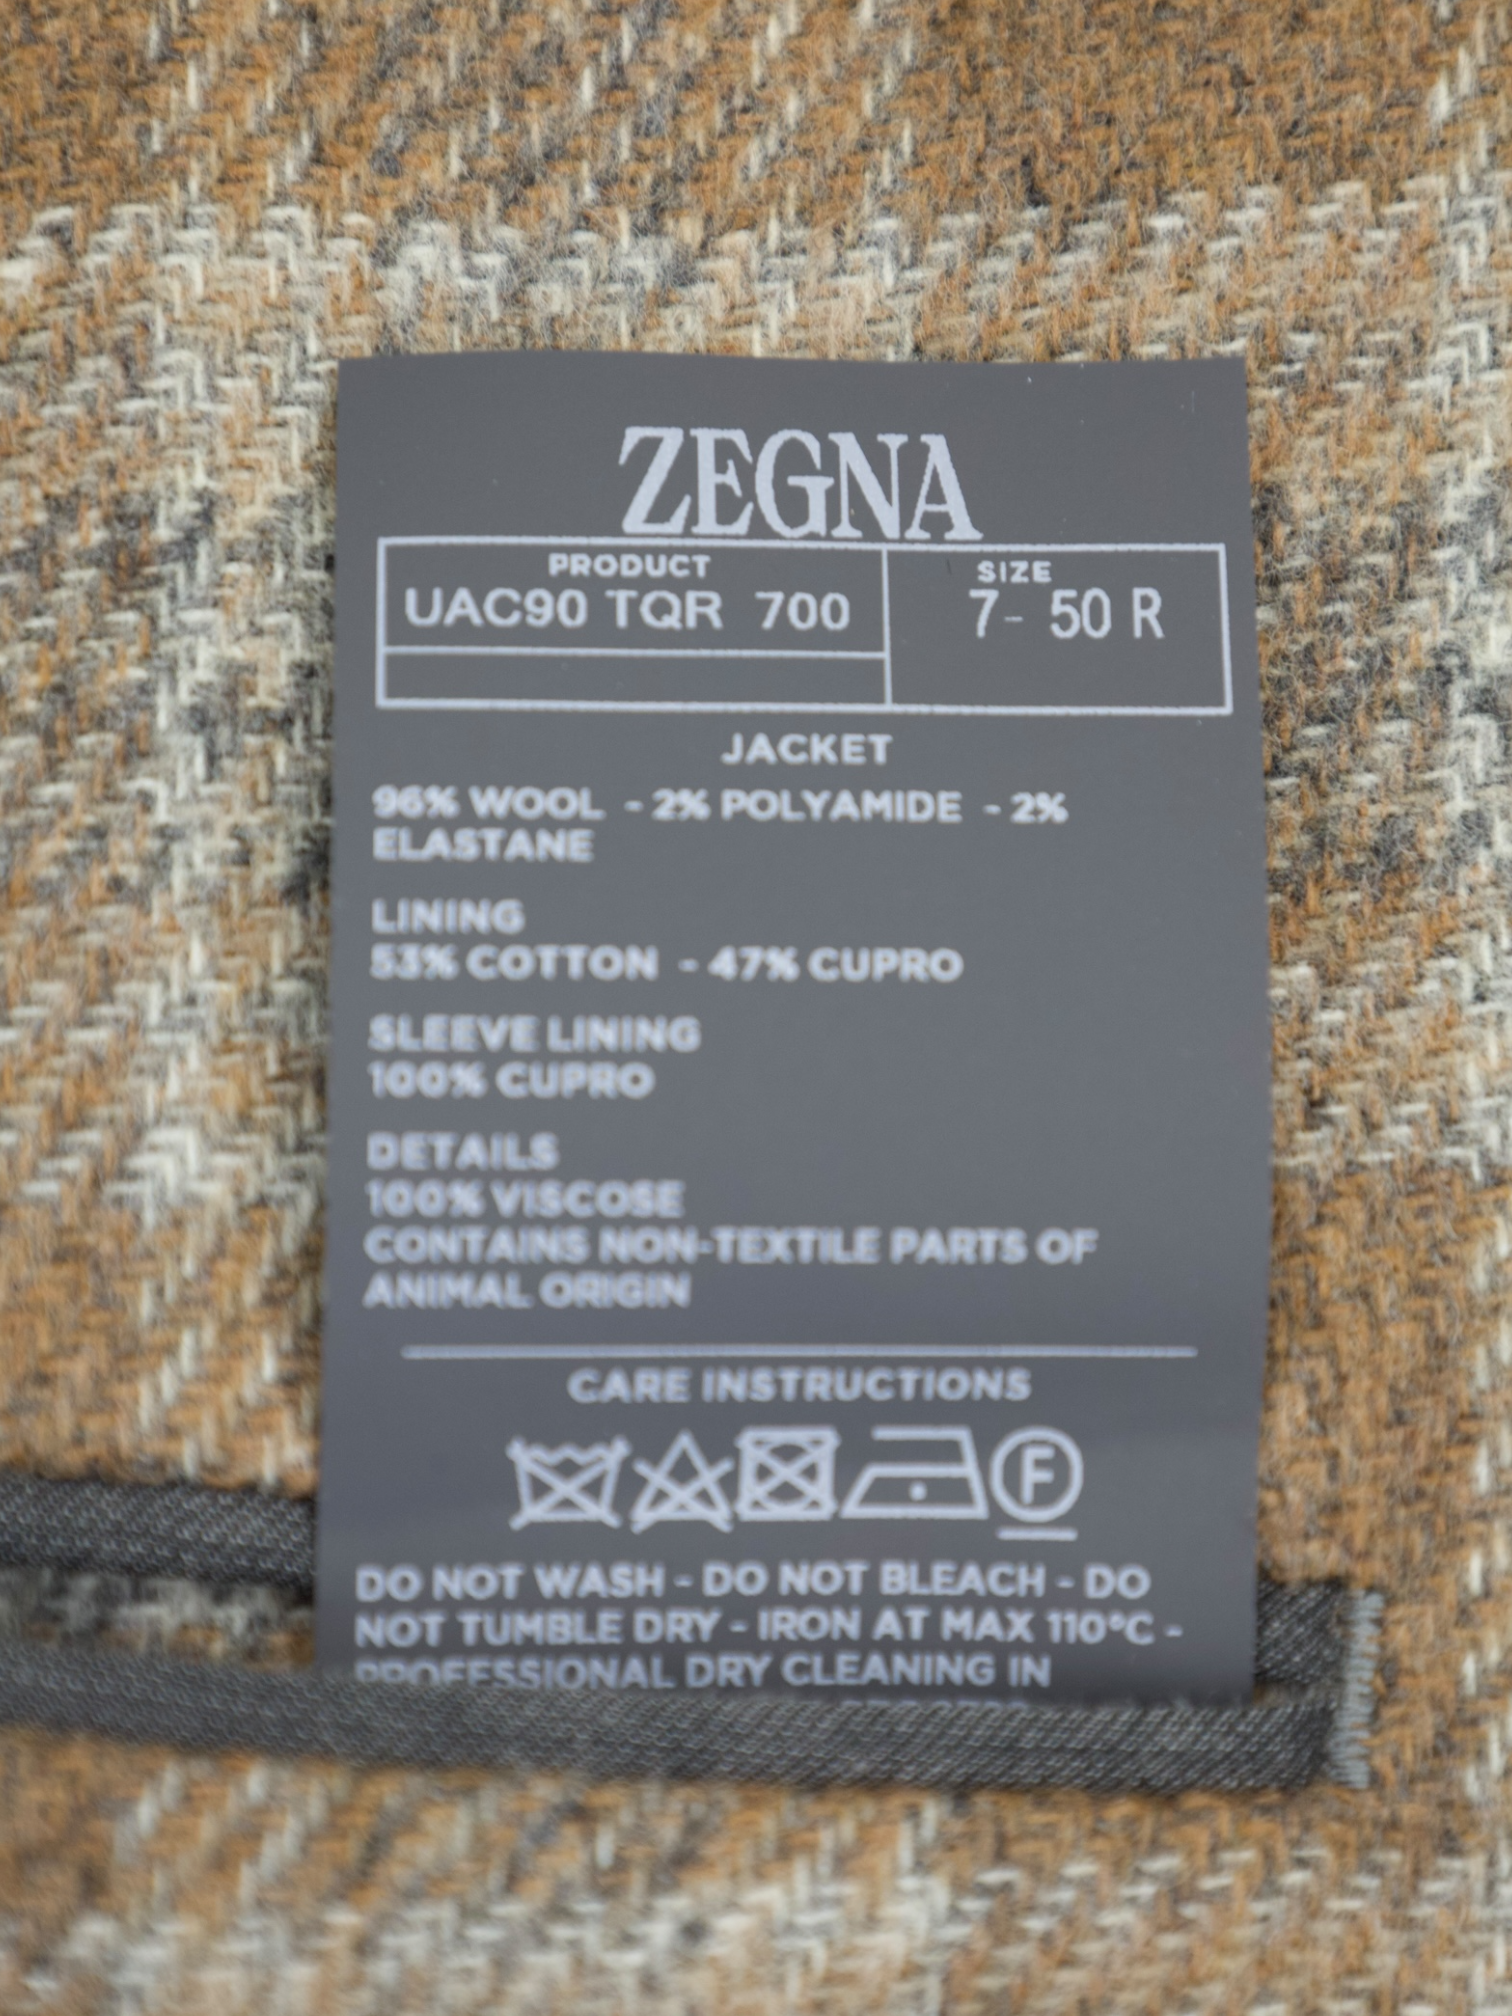 ZEGNA
PRODUCT
UAC90 TQR 700
SIZE
7- 50 R
JACKET
96% WOOL - 2% POLYAMIDE - 2%
ELASTANE
LINING
53% COTTON - 47% CUPRO
SLEEVE LINING
100% CUPRO
DETAILS
100% VISCOSE
CONTAINS NON-TEXTILE PARTS OF
ANIMAL ORIGIN
CARE INSTRUCTIONS
F
DO NOT WASH - DO NOT BLEACH - DO
NOT TUMBLE DRY - IRON AT MAX 110°C -
PROFESSIONAL DRY CLEANING IN